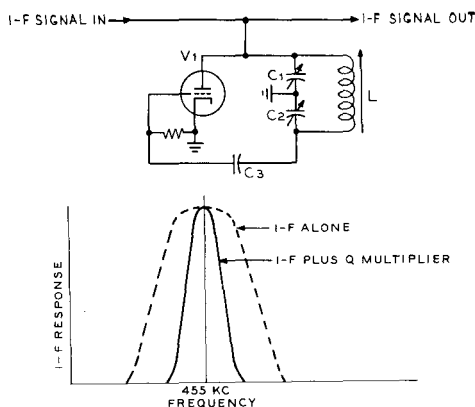 I-F SIGNAL IN
I-F SIGNAL OUT
V1
C1
C2
L
C3
I-F RESPONSE
I-F ALONE
I-F PLUS Q MULTIPLIER
455 KC
FREQUENCY